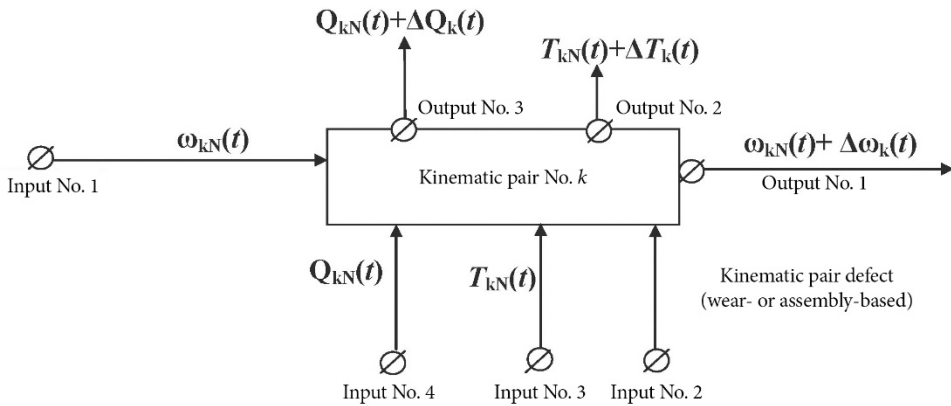 Q_kN(t)+ΔQ_k(t)
T_kN(t)+ΔT_k(t)
Output No. 3
Output No. 2
ω_kN(t)
ω_kN(t)+ Δω_k(t)
Input No. 1
Kinematic pair No. k
Output No. 1
Q_kN(t)
T_kN(t)
Kinematic pair defect
(wear- or assembly-based)
Input No. 4
Input No. 3
Input No. 2